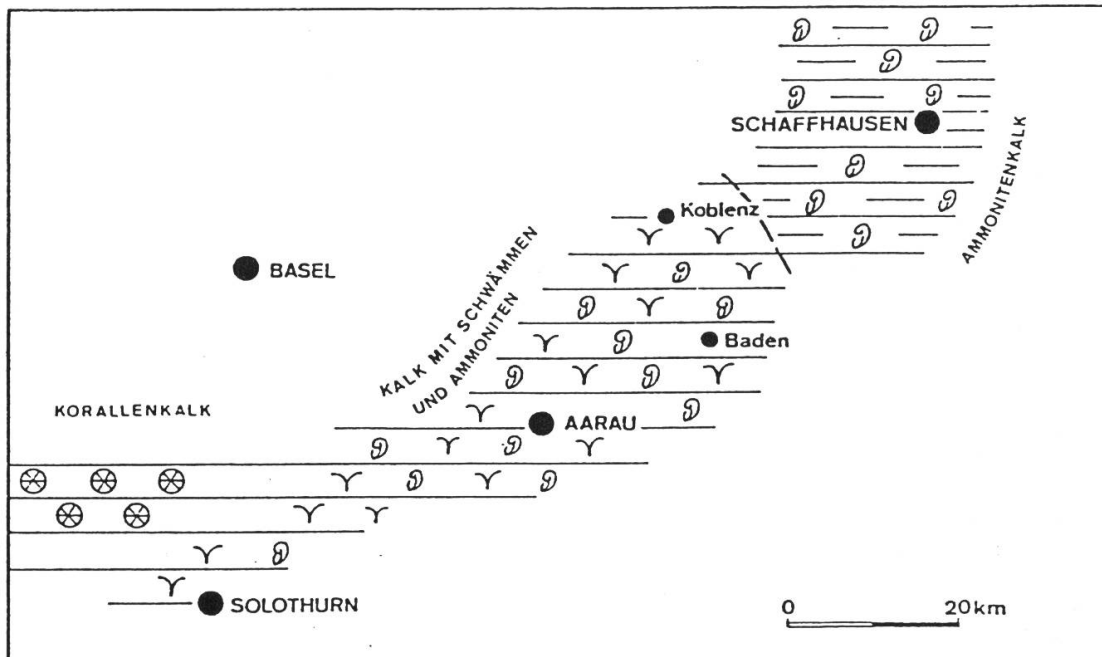 SCHAFFHAUSEN
AMMONITENKALK
Koblenz
BASEL
KALK MIT SCHWÄMMEN
UND AMMONITEN
Baden
KORALLENKALK
AARAU
SOLOTHURN
0 20km